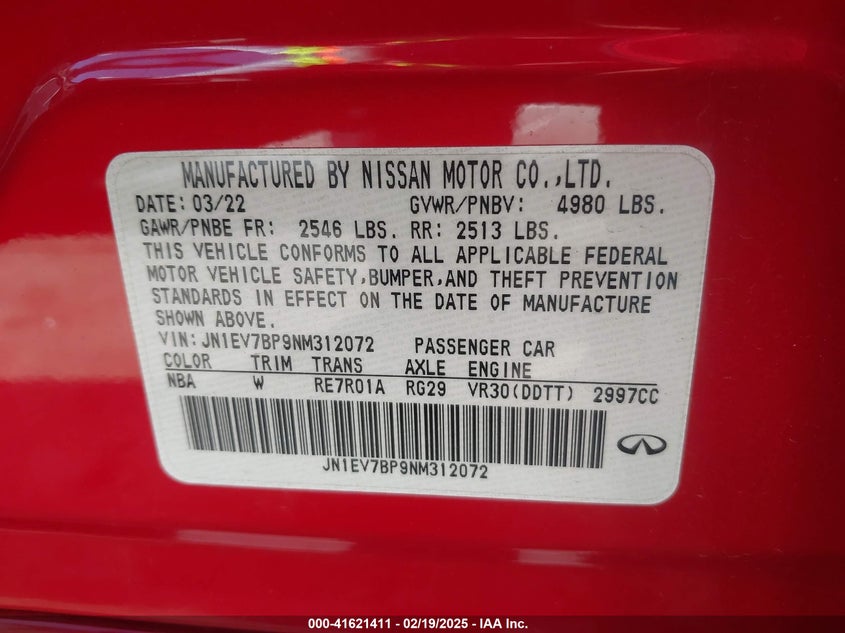 MANUFACTURED BY NISSAN MOTOR CO.,LTD.
DATE: 03/22 GVWR/PNBV: 4980 LBS.
GAWR/PNBE FR: 2546 LBS. RR: 2513 LBS.
THIS VEHICLE CONFORMS TO ALL APPLICABLE FEDERAL
MOTOR VEHICLE SAFETY,BUMPER,AND THEFT PREVENTION
STANDARDS IN EFFECT ON THE DATE OF MANUFACTURE
SHOWN ABOVE.
VIN:JN1EV7BP9NM312072 PASSENGER CAR
COLOR TRIM TRANS AXLE ENGINE
NBA W RE7R01A RG29 VR30(DDTT) 2997CC
JN1EV7BP9NM312072
000-41621411 - 02/19/2025 - IAA Inc.